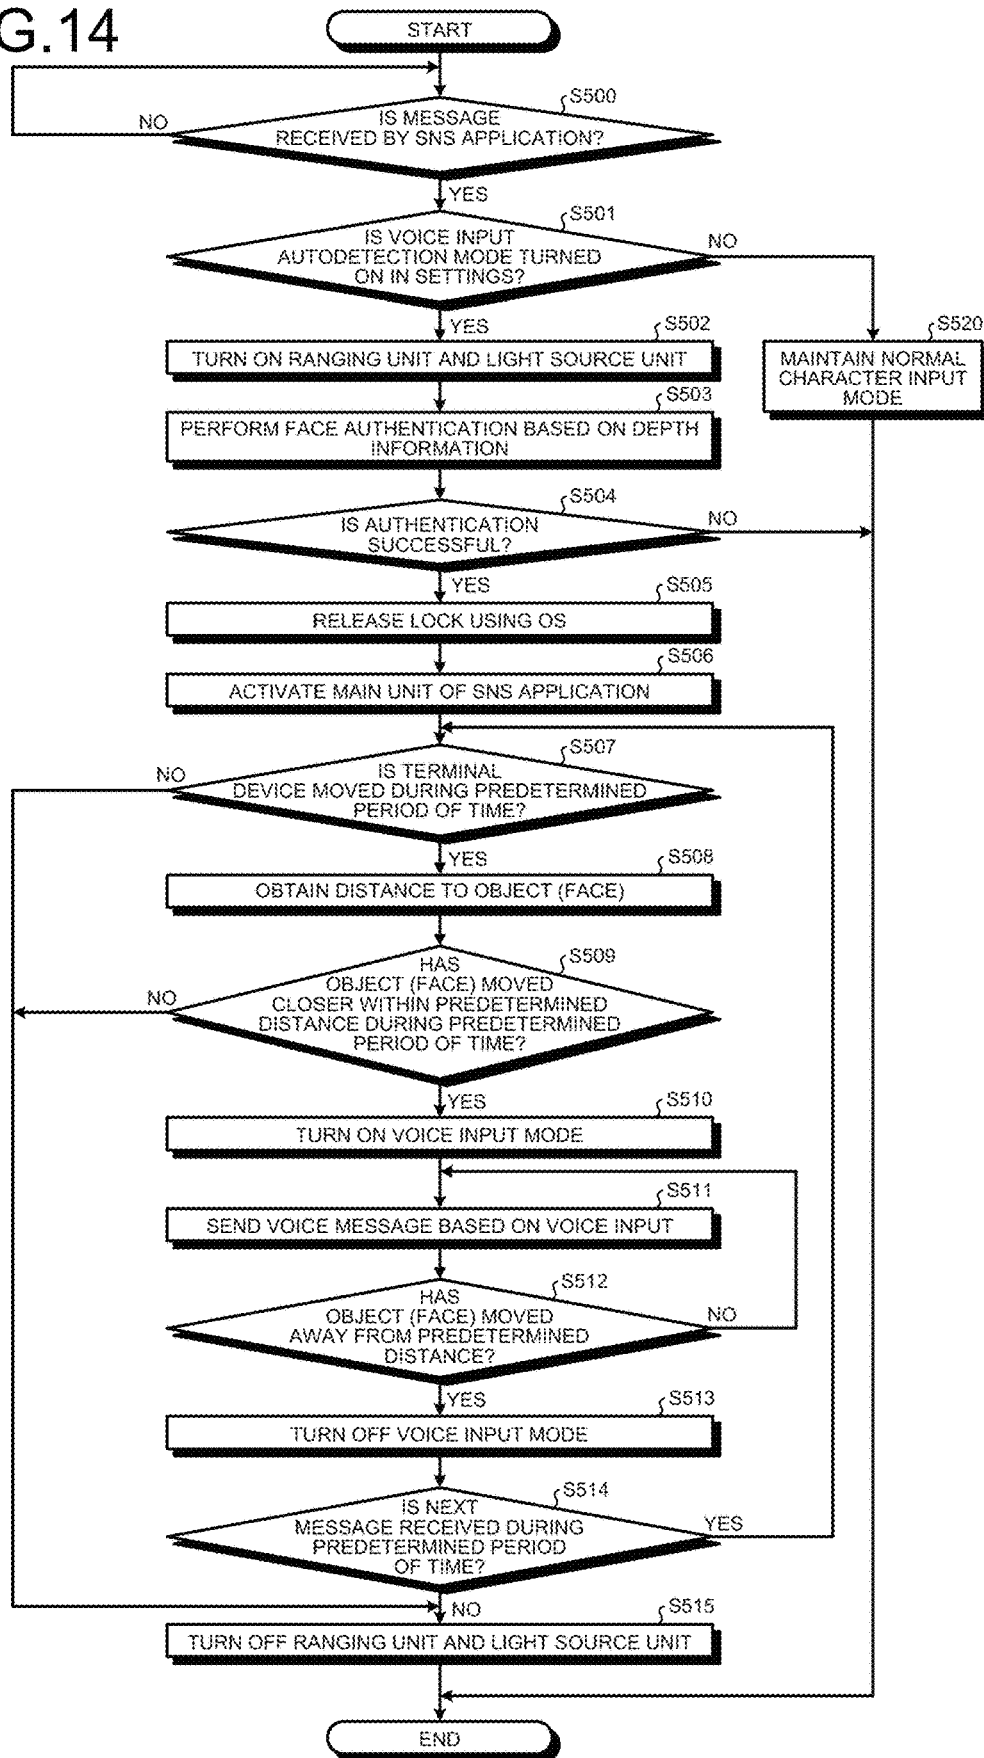 G.14
START
S500
IS MESSAGE
RECEIVED BY SNS APPLICATION?
NO
YES
S501
IS VOICE INPUT
AUTODETECTION MODE TURNED
ON IN SETTINGS?
NO
YES
S502
TURN ON RANGING UNIT AND LIGHT SOURCE UNIT
S520
MAINTAIN NORMAL
CHARACTER INPUT
MODE
S503
PERFORM FACE AUTHENTICATION BASED ON DEPTH
INFORMATION
S504
IS AUTHENTICATION
SUCCESSFUL?
NO
YES
S505
RELEASE LOCK USING OS
S506
ACTIVATE MAIN UNIT OF SNS APPLICATION
S507
IS TERMINAL
DEVICE MOVED DURING PREDETERMINED
PERIOD OF TIME?
NO
YES
S508
OBTAIN DISTANCE TO OBJECT (FACE)
S509
HAS
OBJECT (FACE) MOVED
CLOSER WITHIN PREDETERMINED
DISTANCE DURING PREDETERMINED
PERIOD OF TIME?
NO
YES
S510
TURN ON VOICE INPUT MODE
S511
SEND VOICE MESSAGE BASED ON VOICE INPUT
S512
HAS
OBJECT (FACE) MOVED
AWAY FROM PREDETERMINED
DISTANCE?
NO
YES
S513
TURN OFF VOICE INPUT MODE
S514
IS NEXT
MESSAGE RECEIVED DURING
PREDETERMINED PERIOD
OF TIME?
YES
NO
S515
TURN OFF RANGING UNIT AND LIGHT SOURCE UNIT
END